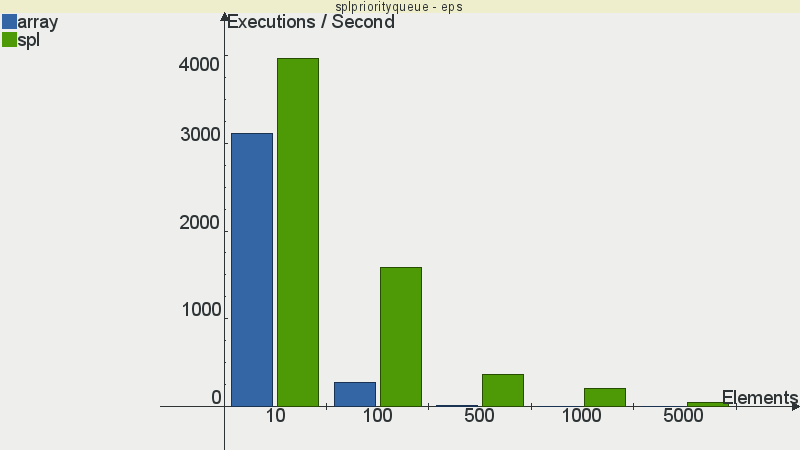 splpriorityqueue - eps
array
spl
Executions / Second
4000
3000
2000
1000
0
Elements
10 100 500 1000 5000